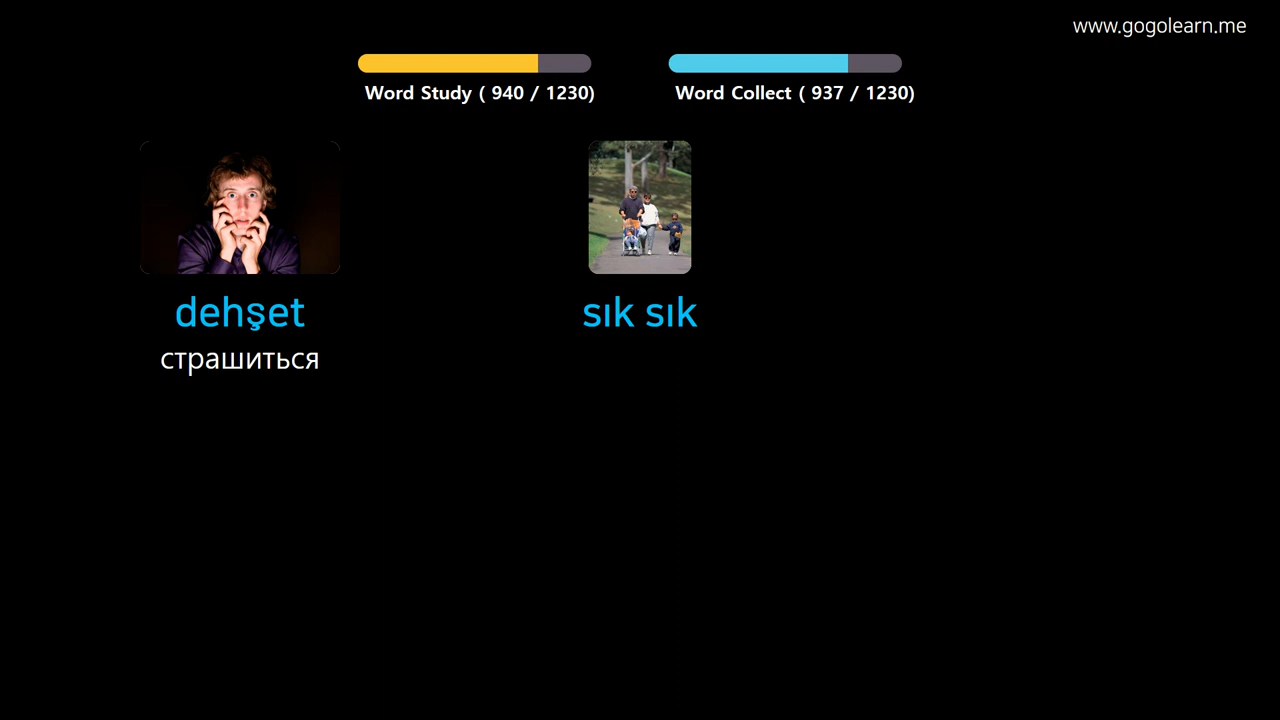 www.gogolearn.me
Word Study ( 940 / 1230)
Word Collect ( 937 / 1230)
dehşet
sık sık
страшиться